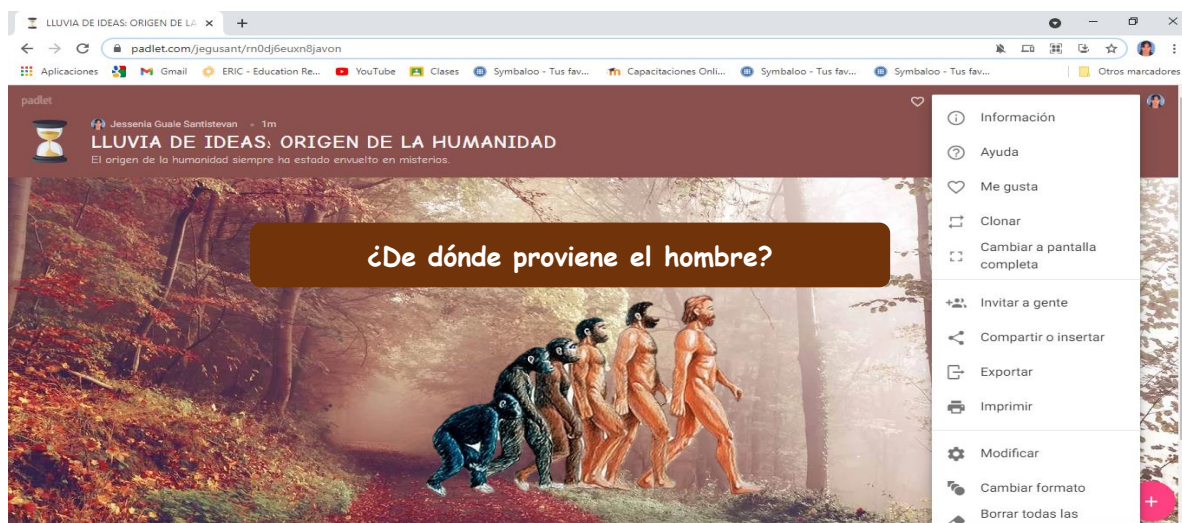 LLUVIA DE IDEAS: ORIGEN DE LA
padlet.com/jegusant/rn0dj6euxn8javon
Aplicaciones Gmail ERIC - Education Re... YouTube Clases Symbaloo - Tus fav... Capacitaciones Onli... Symbaloo - Tus fav... Symbaloo - Tus fav... Otros marcadores
padlet
Jessenia Guale Santistevan • 1m
LLUVIA DE IDEAS: ORIGEN DE LA HUMANIDAD
El origen de la humanidad siempre ha estado envuelto en misterios.
¿De dónde proviene el hombre?
Información
Ayuda
Me gusta
Clonar
Cambiar a pantalla
completa
Invitar a gente
Compartir o insertar
Exportar
Imprimir
Modificar
Cambiar formato
Borrar todas las